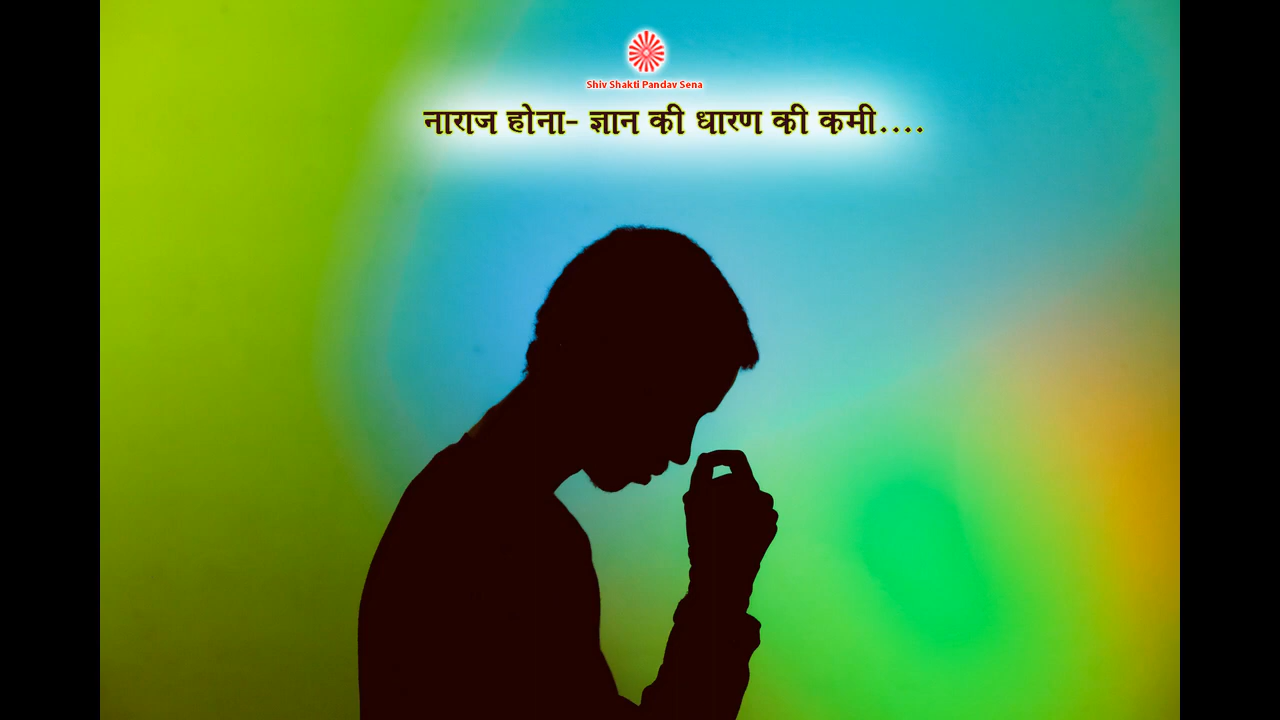 Shiv Shakti Pandav Sena
नाराज होना- ज्ञान की धारण की कमी....